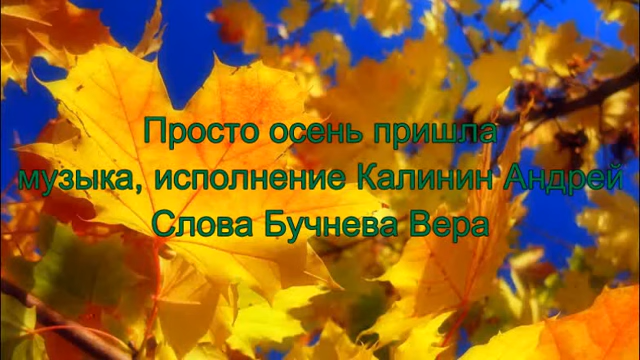 Просто осень пришла
музыка, исполнение Калинин Андрей
Слова Бучнева Вера